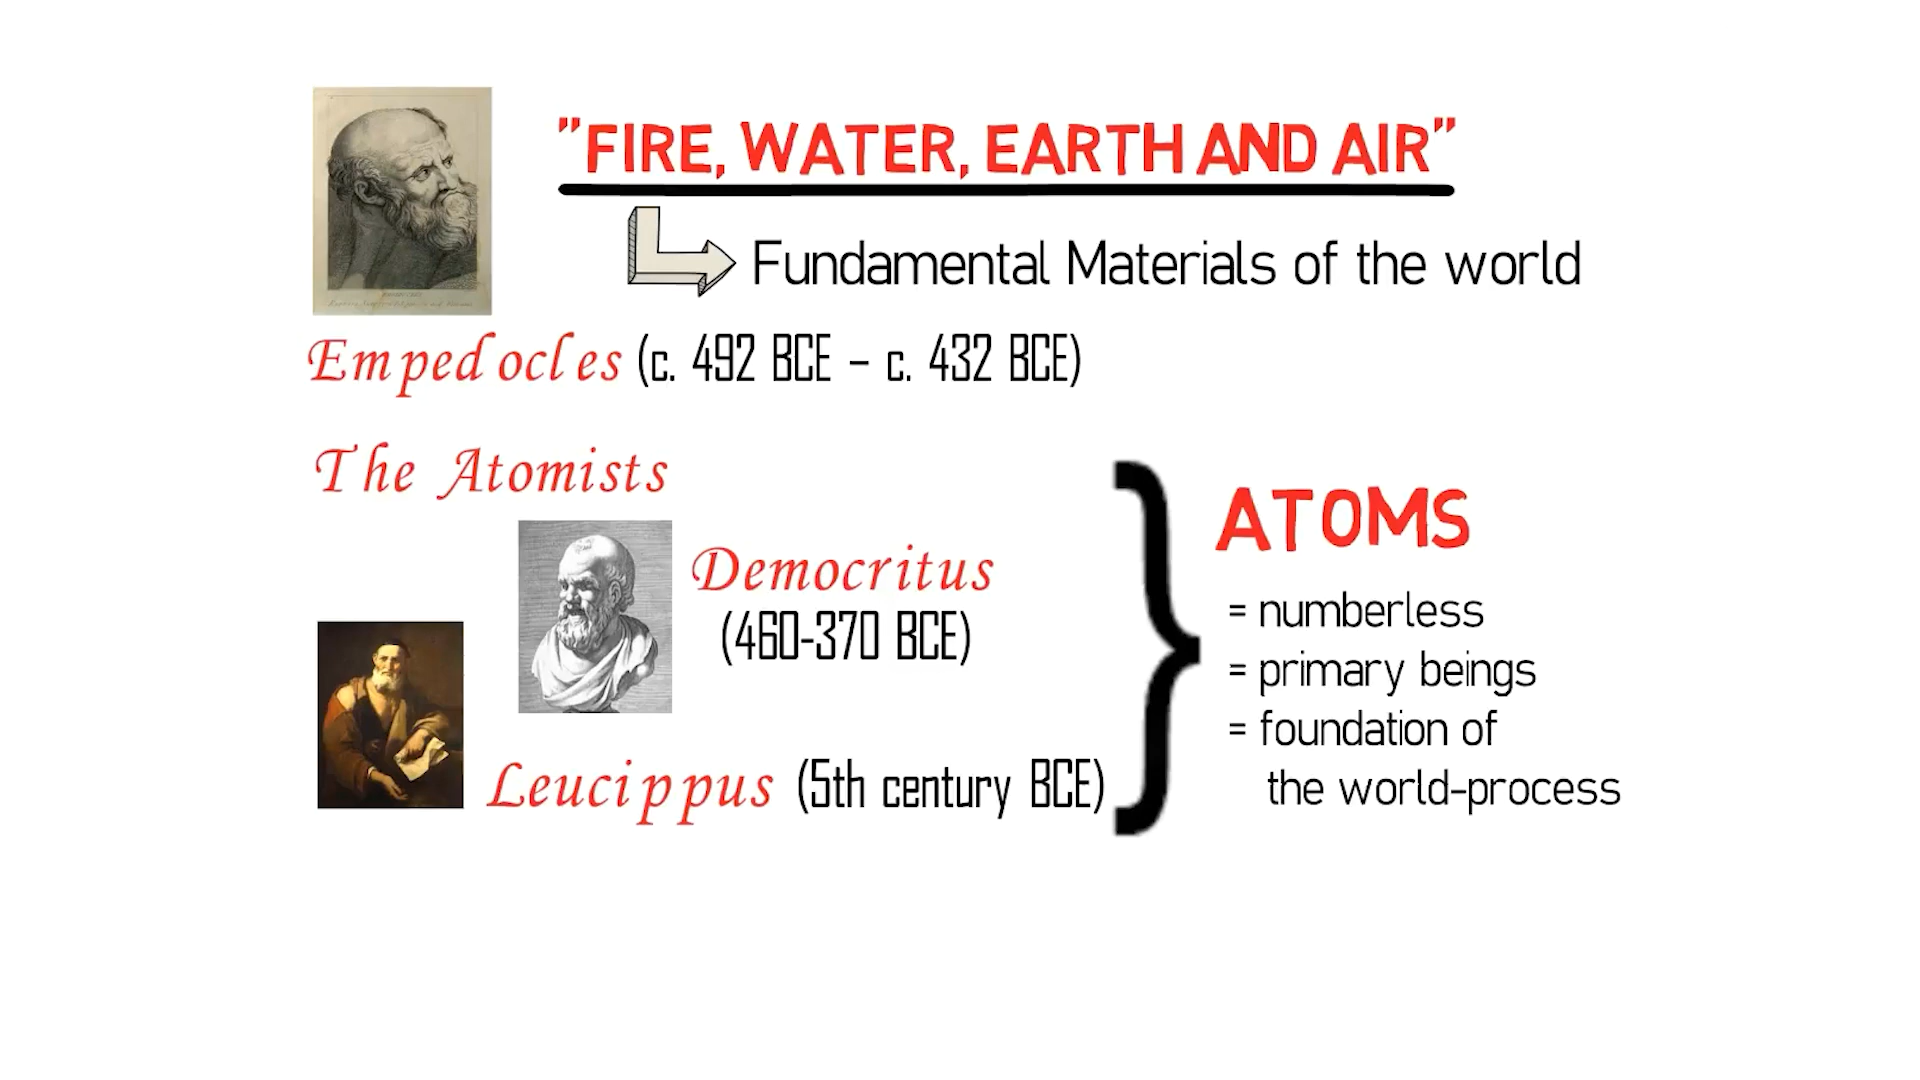 "FIRE, WATER, EARTH AND AIR"
Fundamental Materials of the world
Empedocles (c. 492 BCE – c. 432 BCE)
The Atomists
Democritus
(460-370 BCE)
Leucippus (5th century BCE)
}
ATOMS
= numberless
= primary beings
= foundation of
the world-process